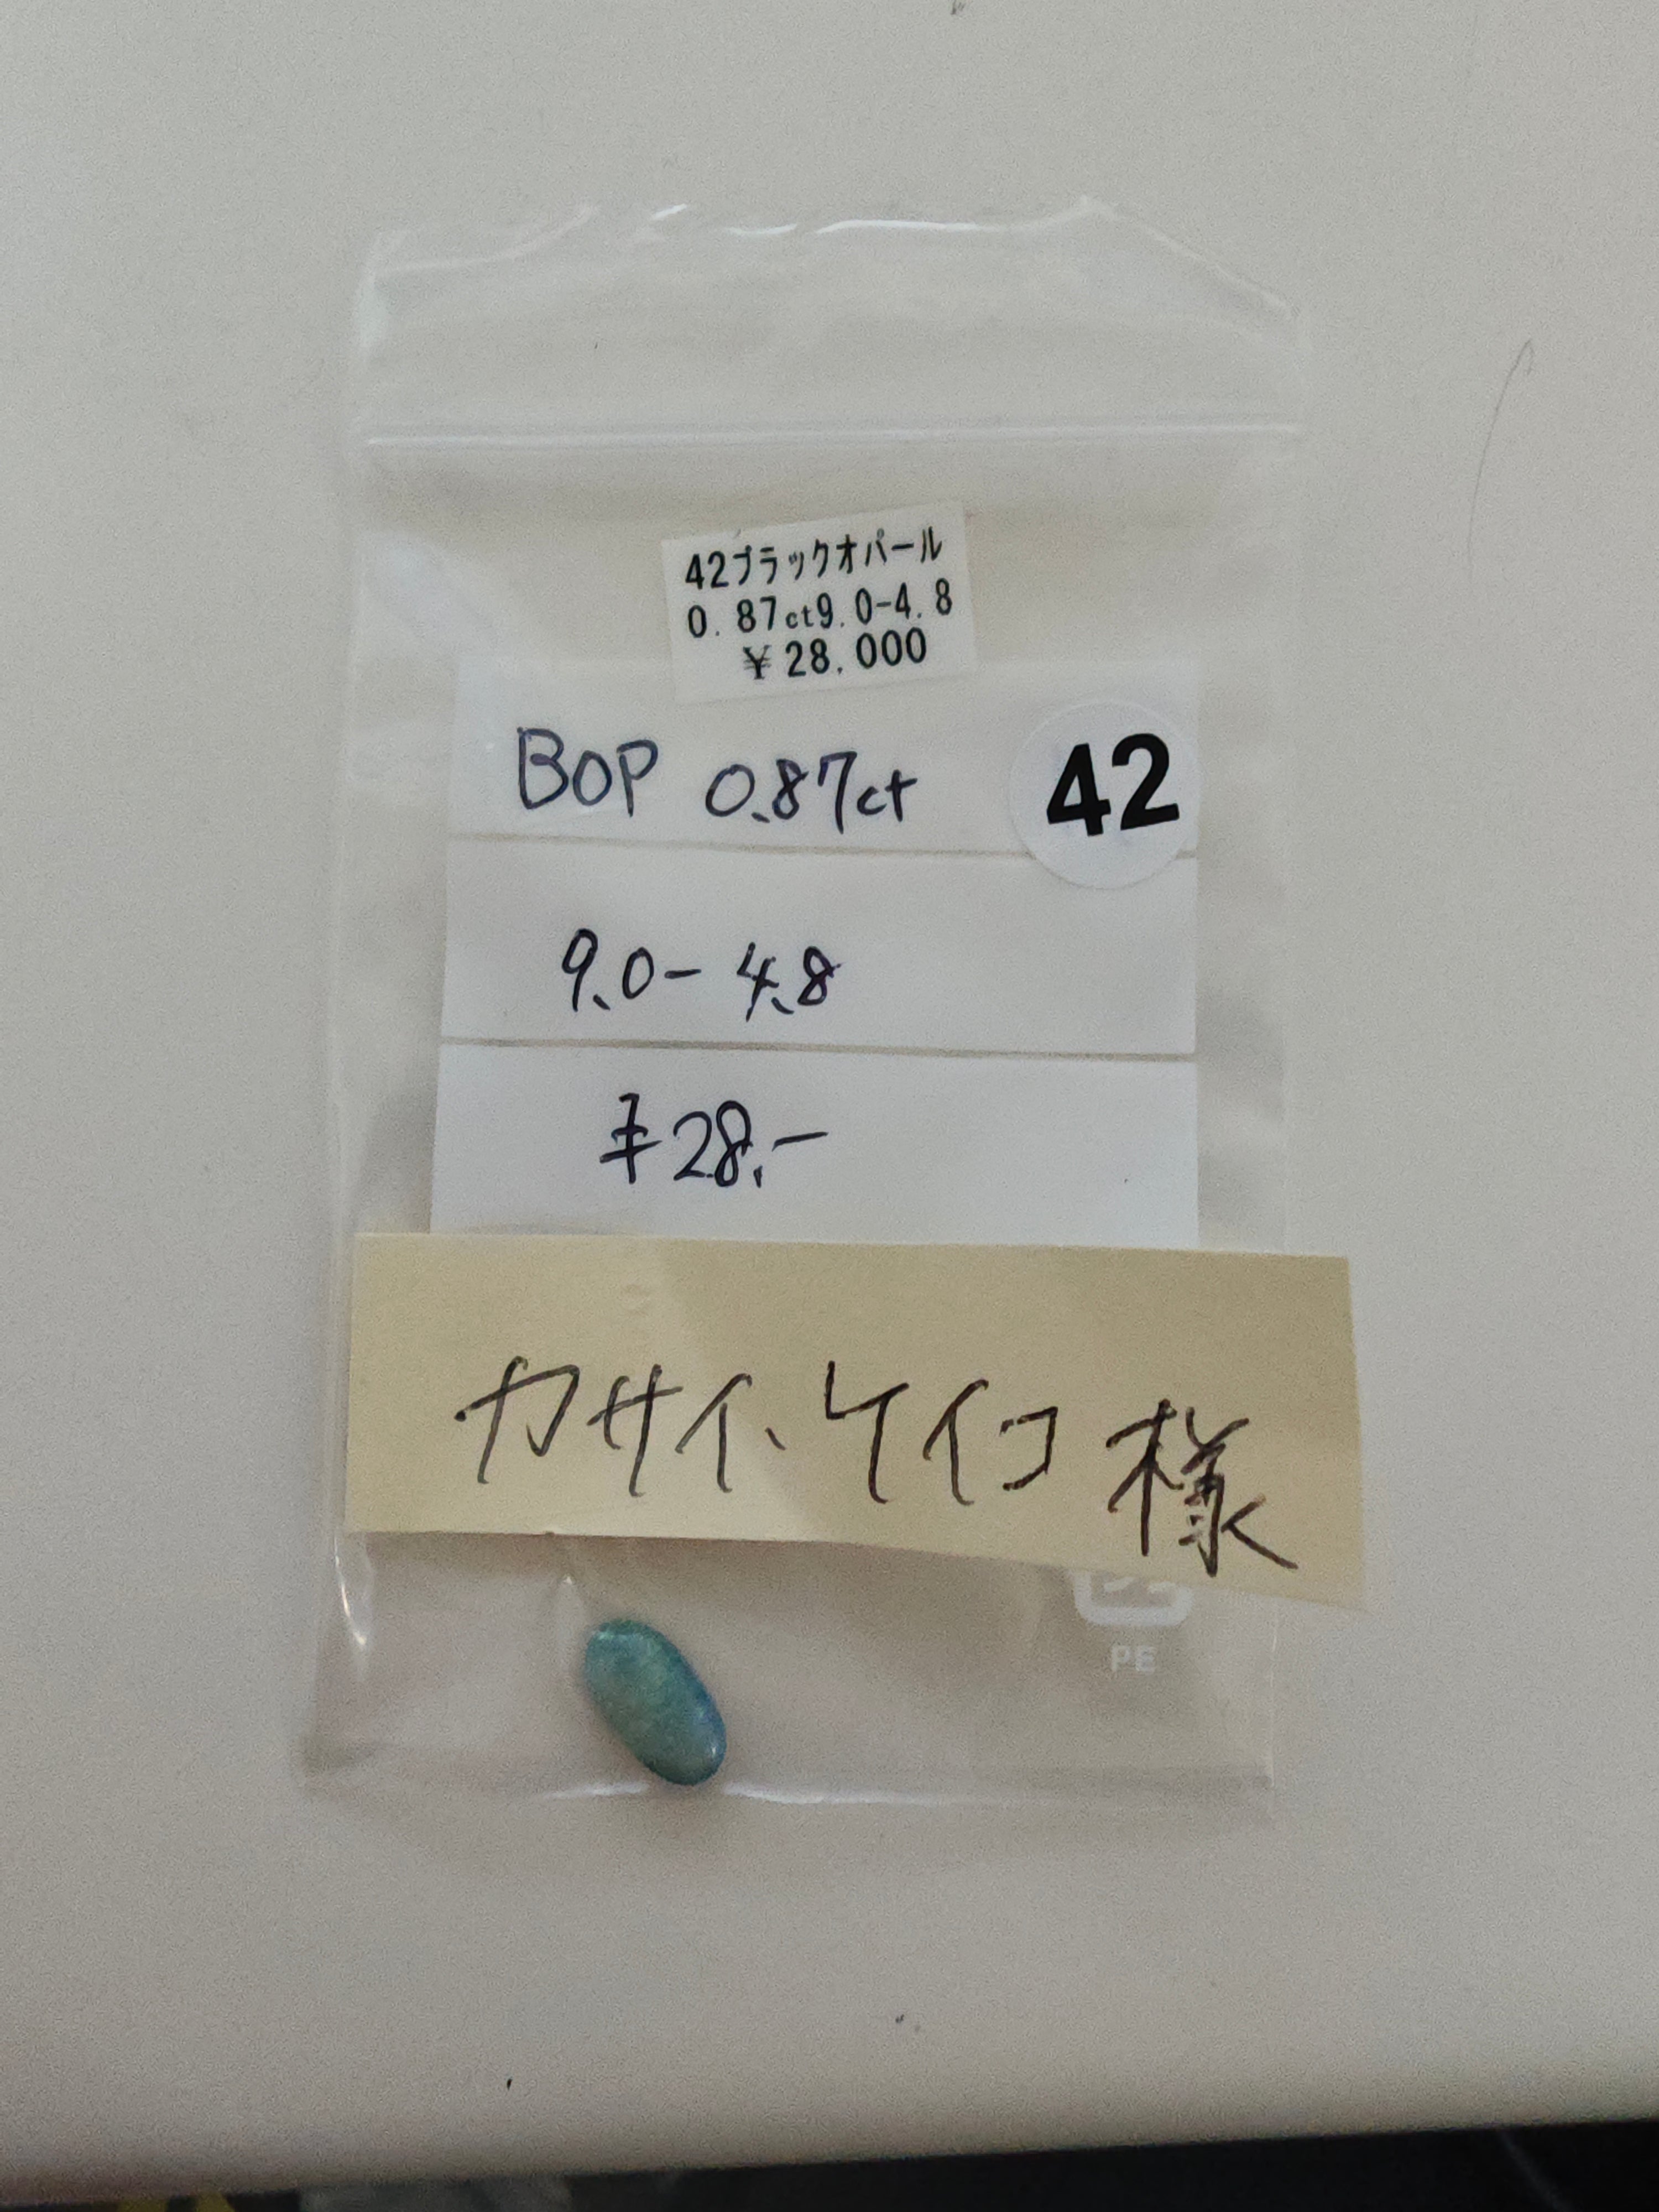 42ブラックオパール
0.87ct9.0-4.8
¥28.000
BOP 0.87ct
42
9.0-4.8
¥28.-
カサイ、ケイコ様
PE